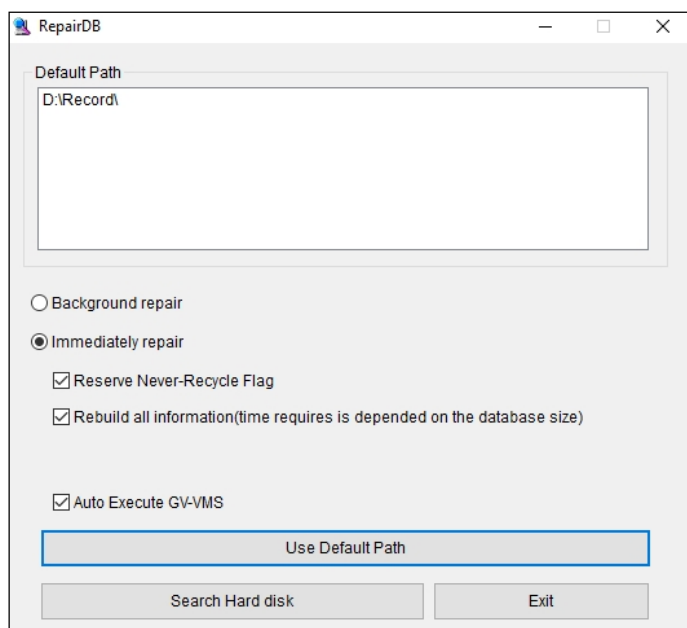 RepairDB
Default Path
D:\Record\
Background repair
Immediately repair
Reserve Never-Recycle Flag
Rebuild all information(time requires is depended on the database size)
Auto Execute GV-VMS
Use Default Path
Search Hard disk Exit